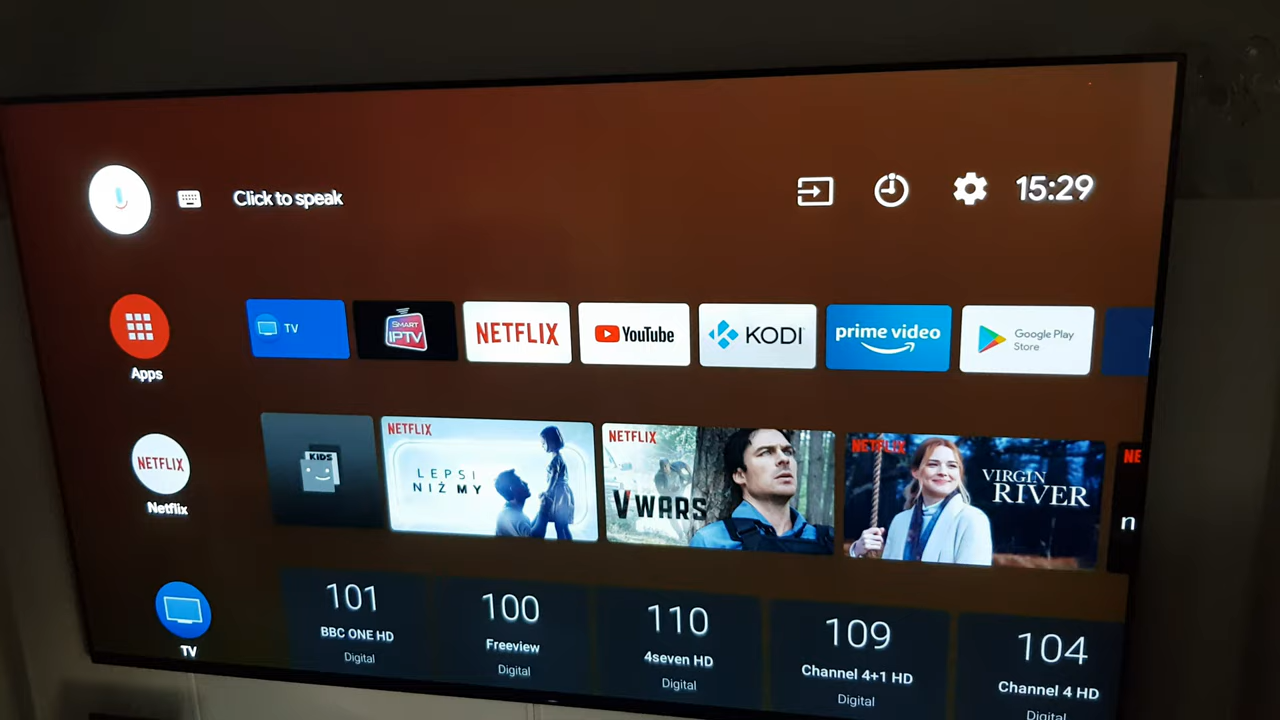 Click to speak
15:29
Apps
TV
SMART
IPTV
NETFLIX
YouTube
KODI
prime video
Google Play
Store
NETFLIX
Netflix
KIDS
NETFLIX
LEPSI
NIŻ MY
NETFLIX
V WARS
NETFLIX
VIRGIN
RIVER
NE
n
TV
101
BBC ONE HD
Digital
100
Freeview
Digital
110
4seven HD
Digital
109
Channel 4+1 HD
Digital
104
Channel 4 HD
Digital